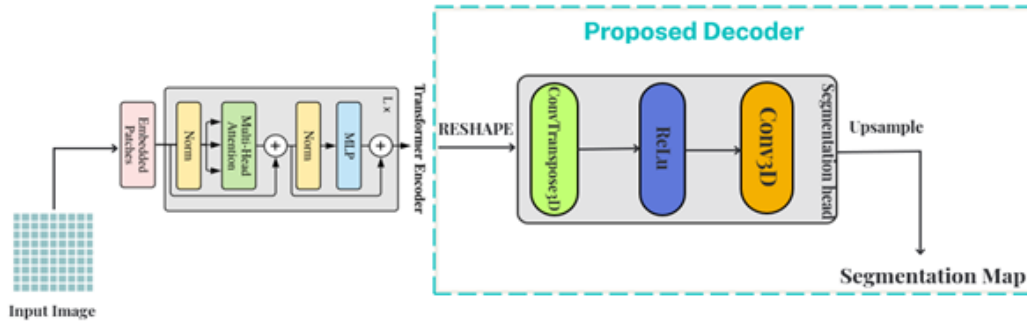 Proposed Decoder
Input Image
Embedded
Patches
Norm
Multi-Head
Attention
+
Norm
MLP
+
L ×
Transformer Encoder
RESHAPE
ConvTranspose3D
ReLu
Conv3D
Segmentation head
Upsample
Segmentation Map